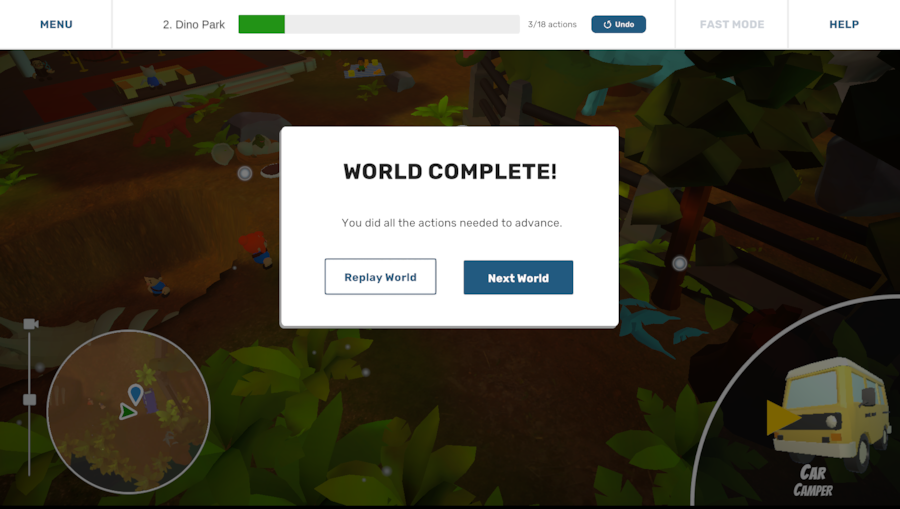 MENU
2. Dino Park
3/18 actions
Undo
FAST MODE
HELP
WORLD COMPLETE!
You did all the actions needed to advance.
Replay World
Next World
CAR
CAMPER